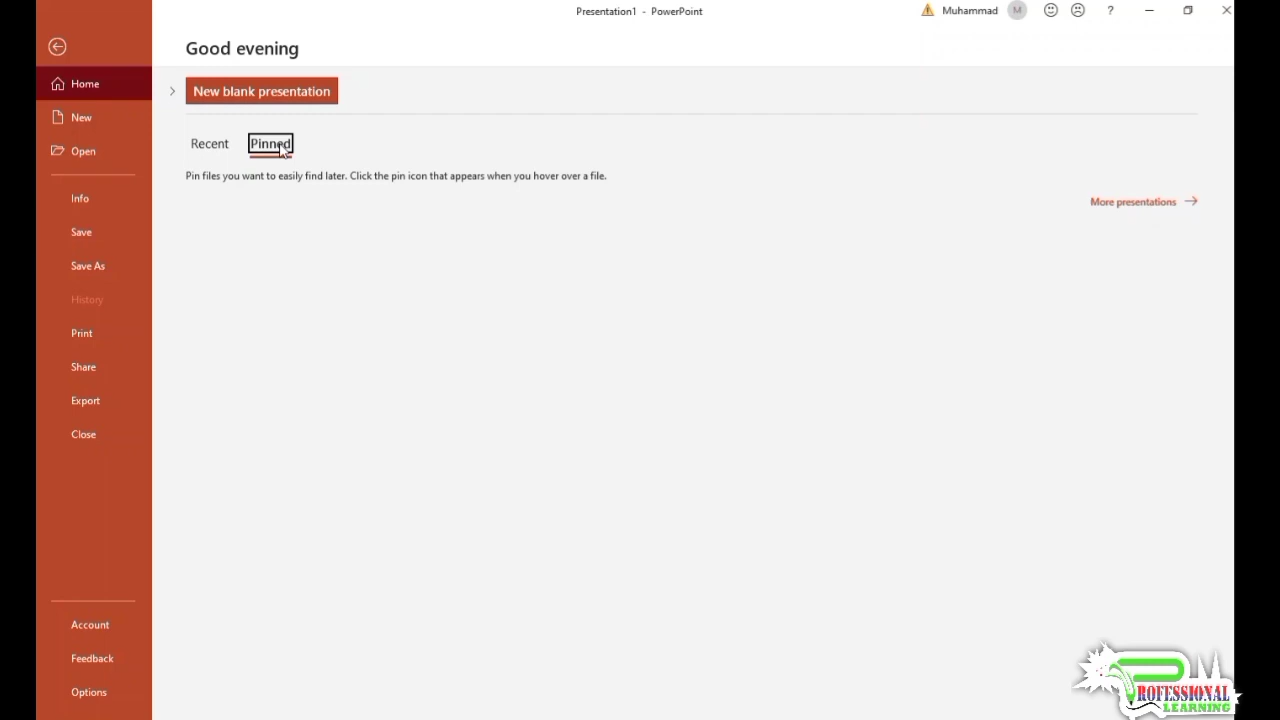 Presentation1 - PowerPoint
Muhammad M ?
Good evening
Home
New blank presentation
New
Recent Pinned
Open
Pin files you want to easily find later. Click the pin icon that appears when you hover over a file.
Info
More presentations
Save
Save As
History
Print
Share
Export
Close
Account
Feedback
Options
PROFESSIONAL
LEARNING